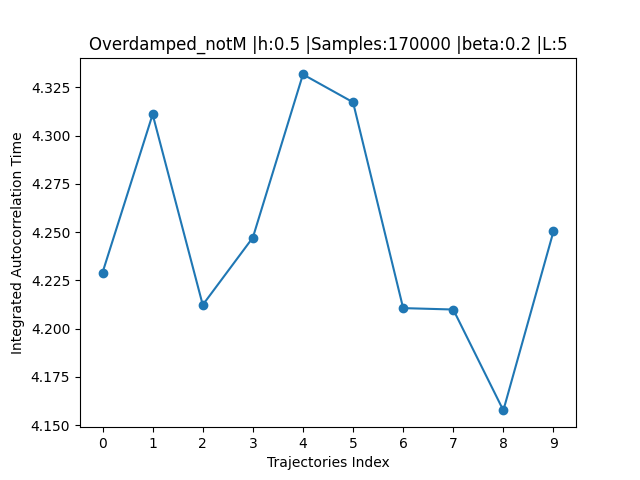 Overdamped_notM |h:0.5 |Samples:170000 |beta:0.2 |L:5
Integrated Autocorrelation Time
4.325
4.300
4.275
4.250
4.225
4.200
4.175
4.150
0 1 2 3 4 5 6 7 8 9
Trajectories Index